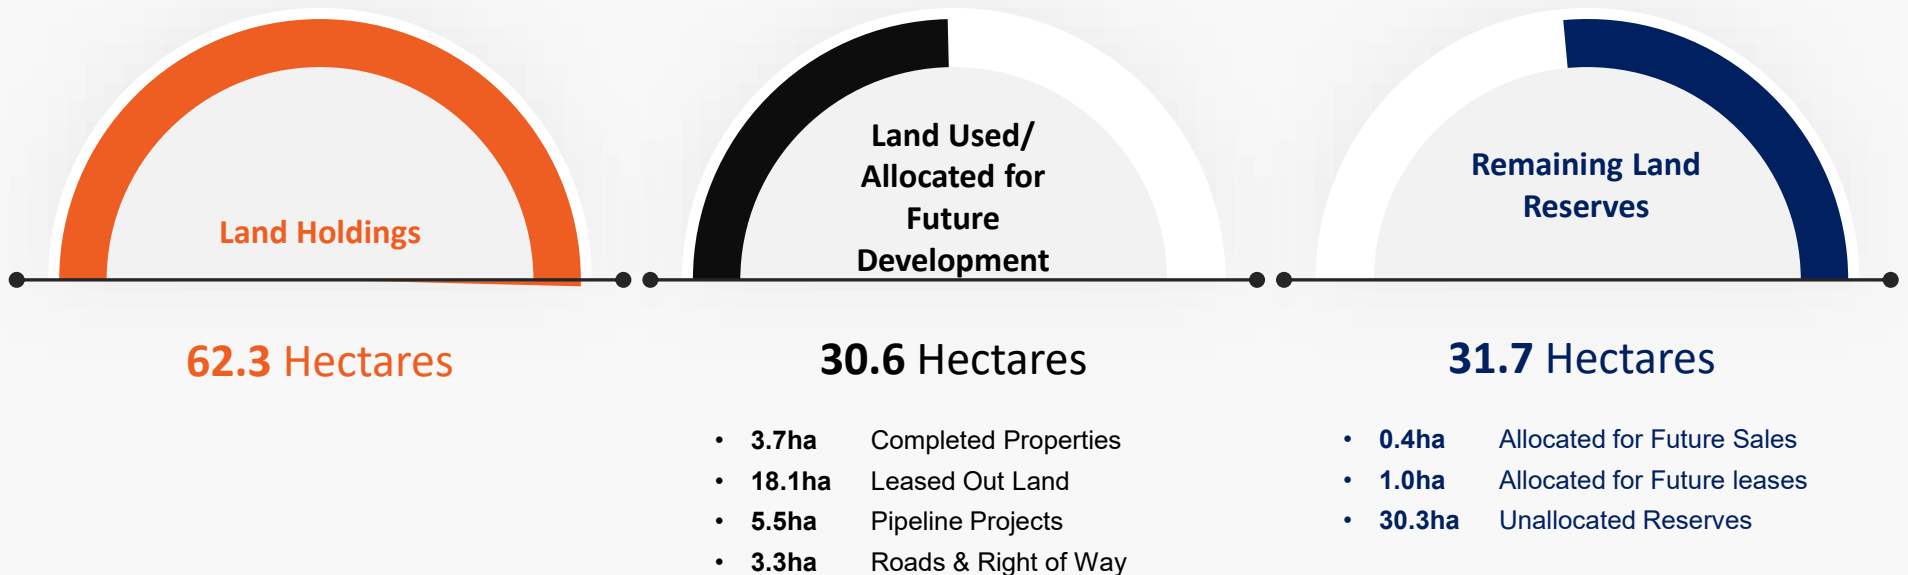 Land Holdings
62.3 Hectares
Land Used/
Allocated for
Future
Development
30.6 Hectares
• 3.7ha Completed Properties
• 18.1ha Leased Out Land
• 5.5ha Pipeline Projects
• 3.3ha Roads & Right of Way
Remaining Land
Reserves
31.7 Hectares
• 0.4ha Allocated for Future Sales
• 1.0ha Allocated for Future leases
• 30.3ha Unallocated Reserves